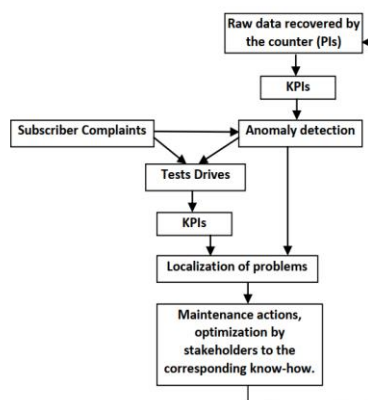 Raw data recovered by
the counter (PIs)
KPIs
Subscriber Complaints
Anomaly detection
Tests Drives
KPIs
Localization of problems
Maintenance actions,
optimization by
stakeholders to the
corresponding know-how.